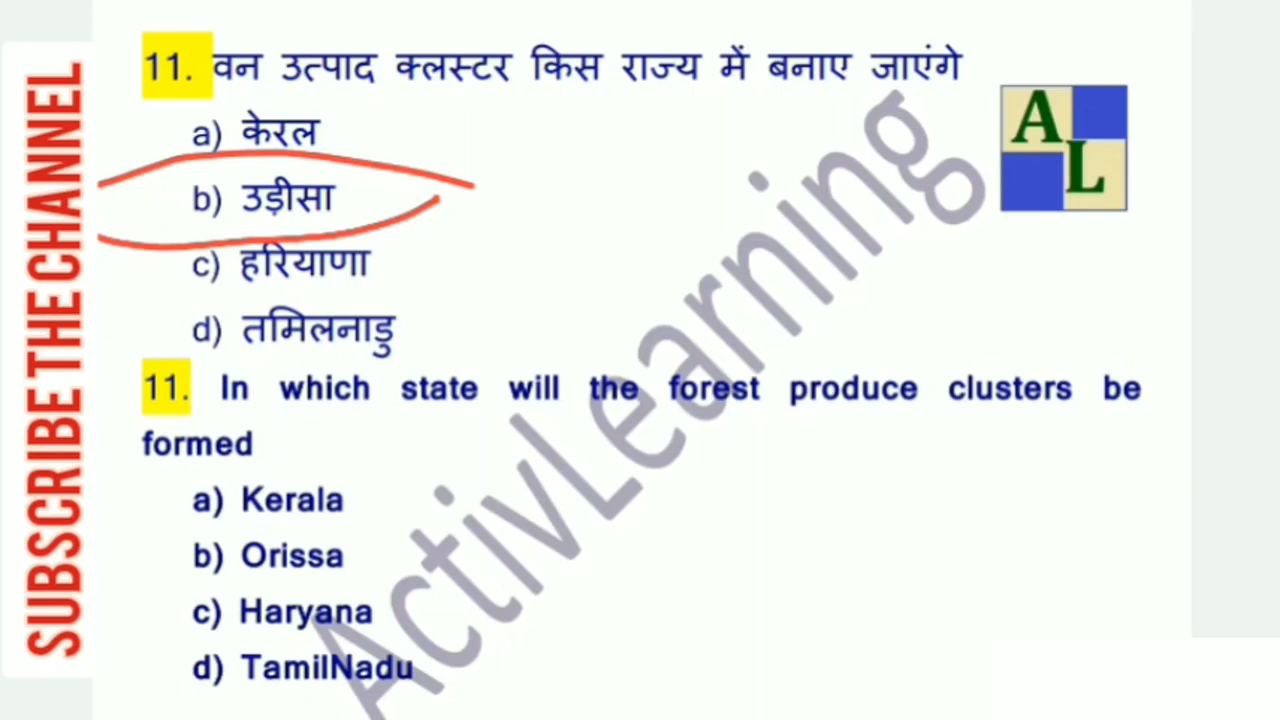 SUBSCRIBE THE CHANNEL
11. वन उत्पाद क्लस्टर किस राज्य में बनाए जाएंगे
a) केरल
b) उड़ीसा
c) हरियाणा
d) तमिलनाडु
11. In which state will the forest produce clusters be
formed
a) Kerala
b) Orissa
c) Haryana
d) TamilNadu
AL
ActivLearning